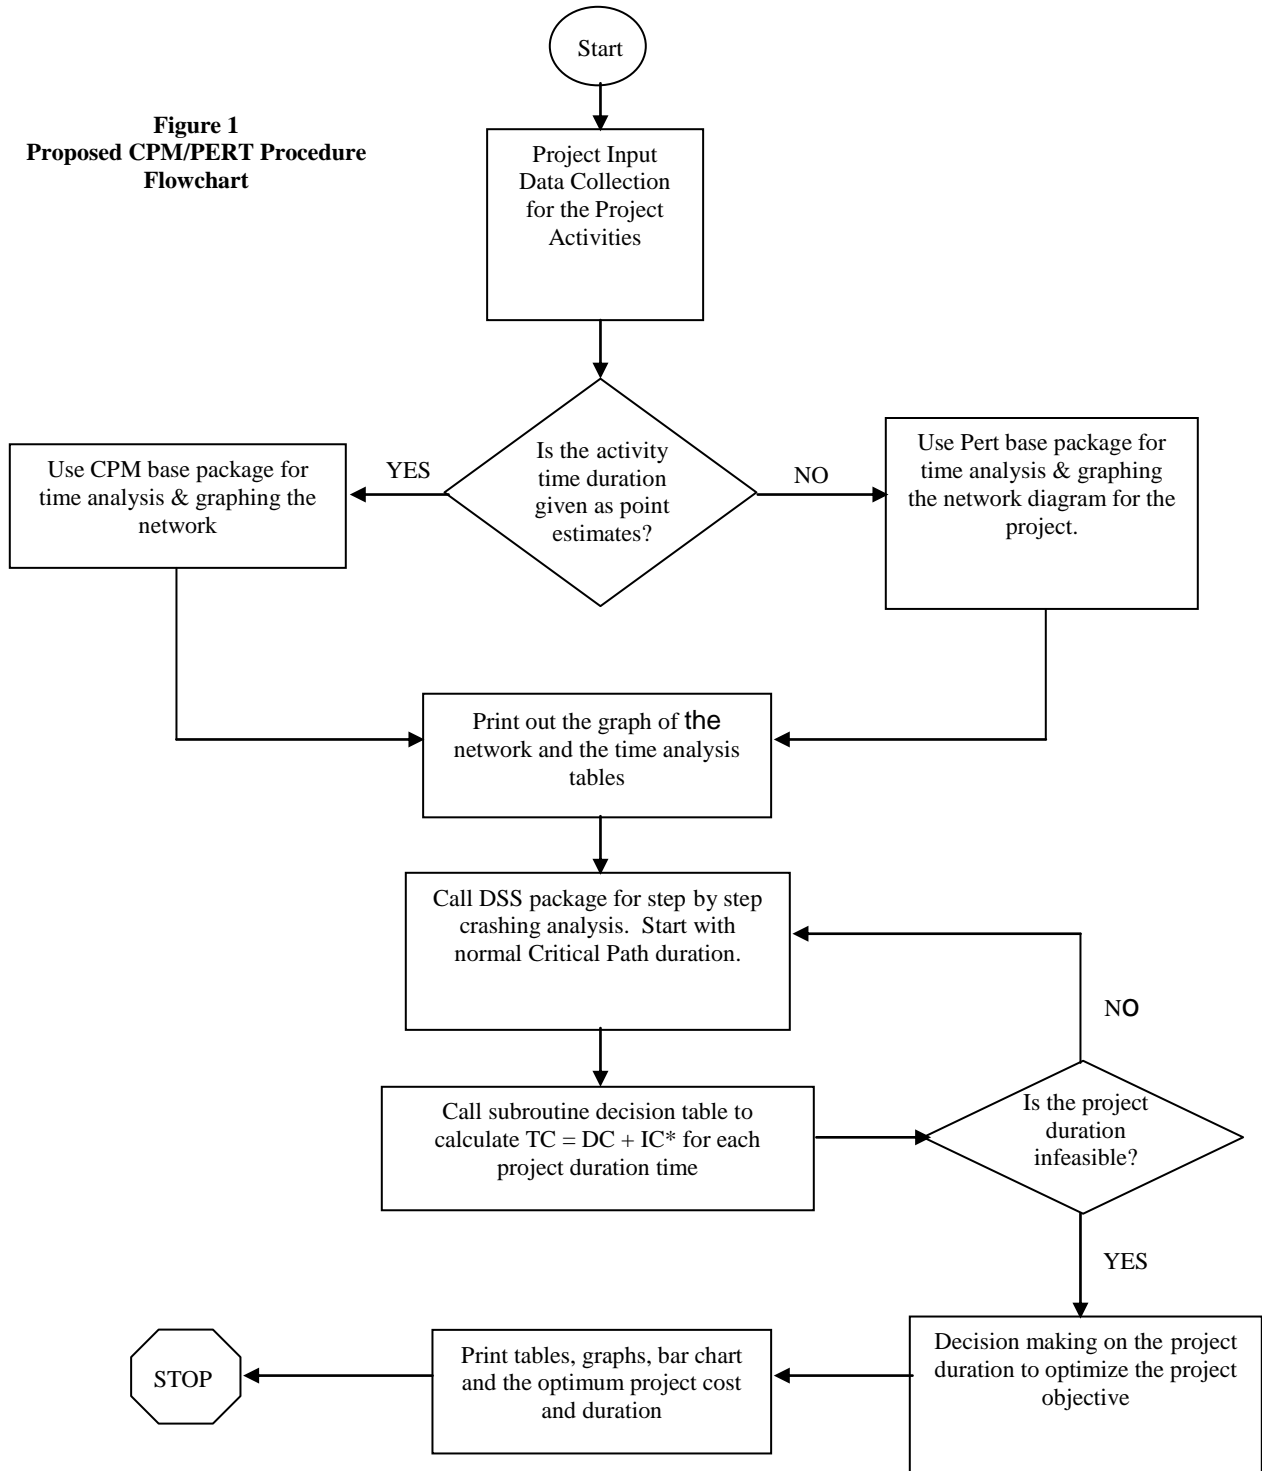 Start
Figure 1
Proposed CPM/PERT Procedure
Flowchart
Project Input
Data Collection
for the Project
Activities
Is the activity
time duration
given as point
estimates?
YES
NO
Use CPM base package for
time analysis & graphing the
network
Use Pert base package for
time analysis & graphing
the network diagram for the
project.
Print out the graph of the
network and the time analysis
tables
Call DSS package for step by step
crashing analysis.  Start with
normal Critical Path duration.
NO
Call subroutine decision table to
calculate TC = DC + IC* for each
project duration time
Is the project
duration
infeasible?
YES
Decision making on the project
duration to optimize the project
objective
Print tables, graphs, bar chart
and the optimum project cost
and duration
STOP